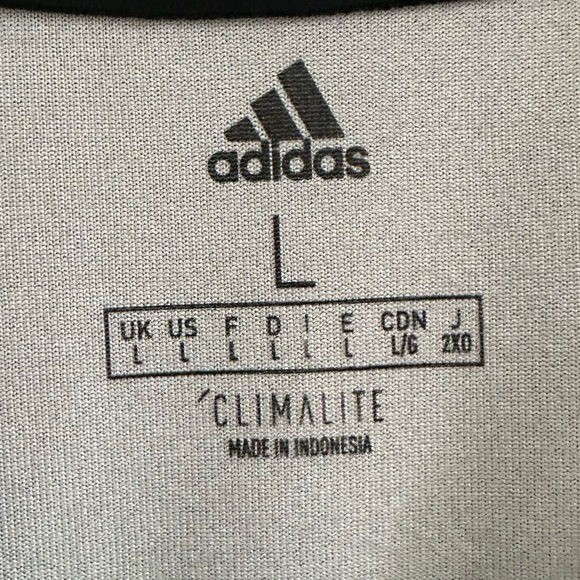 adidas
L
UK US F D I E CDN J
L L L L L L L/G 2XO
´CLIMALITE
MADE IN INDONESIA